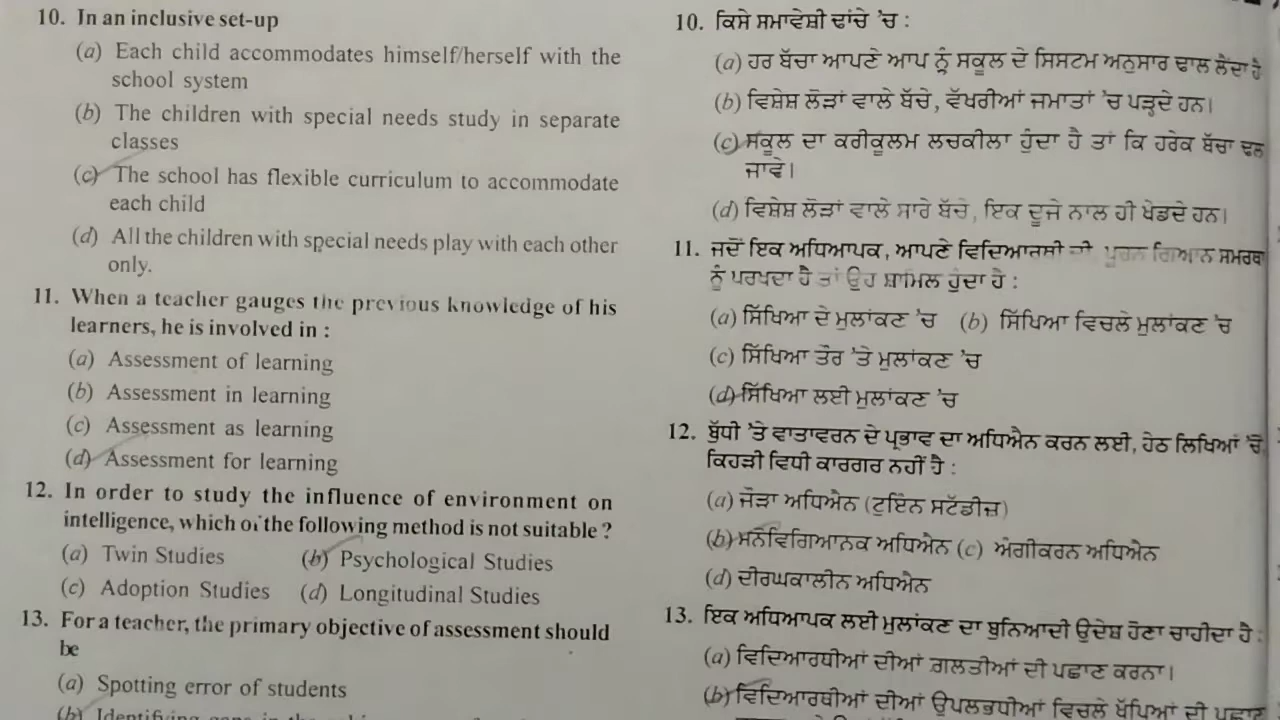 10. In an inclusive set-up
(a) Each child accommodates himself/herself with the
school system
(b) The children with special needs study in separate
classes
(c) The school has flexible curriculum to accommodate
each child
(d) All the children with special needs play with each other
only.
11. When a teacher gauges the previous knowledge of his
learners, he is involved in :
(a) Assessment of learning
(b) Assessment in learning
(c) Assessment as learning
(d) Assessment for learning
12. In order to study the influence of environment on
intelligence, which of the following method is not suitable ?
(a) Twin Studies (b) Psychological Studies
(c) Adoption Studies (d) Longitudinal Studies
13. For a teacher, the primary objective of assessment should
be
(a) Spotting error of students
(b) Identifying gaps in the
10. ਕਿਸੇ ਸਮਾਵੇਸ਼ੀ ਢਾਂਚੇ 'ਚ :
(a) ਹਰ ਬੱਚਾ ਆਪਣੇ ਆਪ ਨੂੰ ਸਕੂਲ ਦੇ ਸਿਸਟਮ ਅਨੁਸਾਰ ਢਾਲ ਲੈਂਦਾ ਹੈ
(b) ਵਿਸ਼ੇਸ਼ ਲੋੜਾਂ ਵਾਲੇ ਬੱਚੇ, ਵੱਖਰੀਆਂ ਜਮਾਤਾਂ 'ਚ ਪੜ੍ਹਦੇ ਹਨ।
(c) ਸਕੂਲ ਦਾ ਕਰੀਕੂਲਮ ਲਚਕੀਲਾ ਹੁੰਦਾ ਹੈ ਤਾਂ ਕਿ ਹਰੇਕ ਬੱਚਾ ਢਲ
ਜਾਵੇ।
(d) ਵਿਸ਼ੇਸ਼ ਲੋੜਾਂ ਵਾਲੇ ਸਾਰੇ ਬੱਚੇ, ਇਕ ਦੂਜੇ ਨਾਲ ਹੀ ਖੇਡਦੇ ਹਨ।
11. ਜਦੋਂ ਇਕ ਅਧਿਆਪਕ, ਆਪਣੇ ਵਿਦਿਆਰਥੀ ਦੀ ਪੂਰਨ ਗਿਆਨ ਸਮਰਥਾ
ਨੂੰ ਪਰਖਦਾ ਹੈ ਤਾਂ ਉਹ ਸ਼ਾਮਿਲ ਹੁੰਦਾ ਹੈ :
(a) ਸਿੱਖਿਆ ਦੇ ਮੁਲਾਂਕਣ 'ਚ (b) ਸਿੱਖਿਆ ਵਿਚਲੇ ਮੁਲਾਂਕਣ 'ਚ
(c) ਸਿੱਖਿਆ ਤੌਰ 'ਤੇ ਮੁਲਾਂਕਣ 'ਚ
(d) ਸਿੱਖਿਆ ਲਈ ਮੁਲਾਂਕਣ 'ਚ
12. ਬੁੱਧੀ 'ਤੇ ਵਾਤਾਵਰਨ ਦੇ ਪ੍ਰਭਾਵ ਦਾ ਅਧਿਐਨ ਕਰਨ ਲਈ, ਹੇਠ ਲਿਖਿਆਂ 'ਚੋਂ
ਕਿਹੜੀ ਵਿਧੀ ਕਾਰਗਰ ਨਹੀਂ ਹੈ :
(a) ਜੋੜਾ ਅਧਿਐਨ (ਟੁਇੰਨ ਸਟੱਡੀਜ਼)
(b) ਮਨੋਵਿਗਿਆਨਕ ਅਧਿਐਨ (c) ਅੰਗੀਕਰਨ ਅਧਿਐਨ
(d) ਦੀਰਘਕਾਲੀਨ ਅਧਿਐਨ
13. ਇਕ ਅਧਿਆਪਕ ਲਈ ਮੁਲਾਂਕਣ ਦਾ ਬੁਨਿਆਦੀ ਉਦੇਸ਼ ਹੋਣਾ ਚਾਹੀਦਾ ਹੈ :
(a) ਵਿਦਿਆਰਥੀਆਂ ਦੀਆਂ ਗ਼ਲਤੀਆਂ ਦੀ ਪਛਾਣ ਕਰਨਾ।
(b) ਵਿਦਿਆਰਥੀਆਂ ਦੀਆਂ ਉਪਲਬਧੀਆਂ ਵਿਚਲੇ ਖੱਪਿਆਂ ਦੀ ਪਛਾਣ